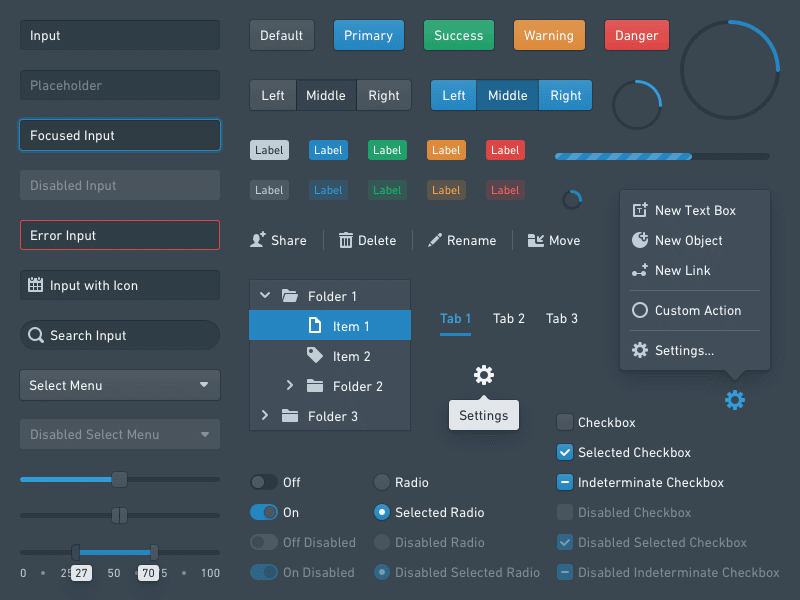 Input
Placeholder
Focused Input
Disabled Input
Error Input
Input with Icon
Search Input
Select Menu
Disabled Select Menu
0 25 27 50 70 5 100
Default Primary Success Warning Danger
Left Middle Right Left Middle Right
Label Label Label Label Label
Label Label Label Label Label
Share Delete Rename Move
Folder 1
Item 1
Item 2
Folder 2
Folder 3
Tab 1 Tab 2 Tab 3
Settings
New Text Box
New Object
New Link
Custom Action
Settings...
Off
On
Off Disabled
On Disabled
Radio
Selected Radio
Disabled Radio
Disabled Selected Radio
Checkbox
Selected Checkbox
Indeterminate Checkbox
Disabled Checkbox
Disabled Selected Checkbox
Disabled Indeterminate Checkbox